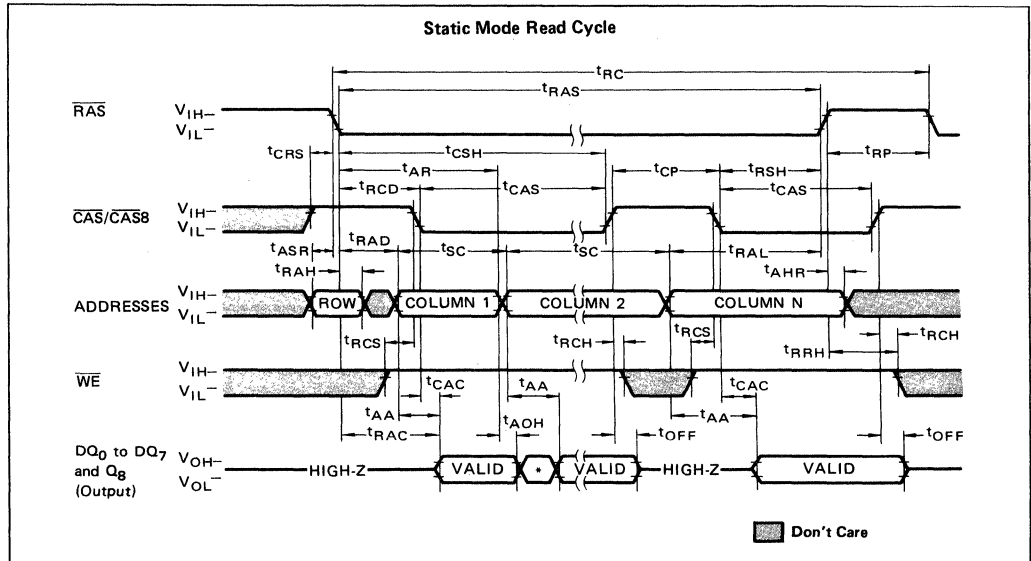 Static Mode Read Cycle
tRC
tRAS
RAS
VIH
VIL
tCRS
tCSH
tRP
tAR
tCP
tRSH
tRCD
tCAS
tCAS
CAS/CAS8
VIH
VIL
tASR
tRAD
tSC
tSC
tRAL
tRAH
tAHR
ADDRESSES
VIH
VIL
ROW
COLUMN 1
COLUMN 2
COLUMN N
tRCS
tRCH
tRCS
tRCH
tRRH
WE
VIH
VIL
tCAC
tAA
tCAC
tAA
tAA
tRAC
tAOH
tOFF
tOFF
DQ0 to DQ7
and Q8
(Output)
VOH
VOL
HIGH-Z
VALID
*
VALID
HIGH-Z
VALID
Don't Care